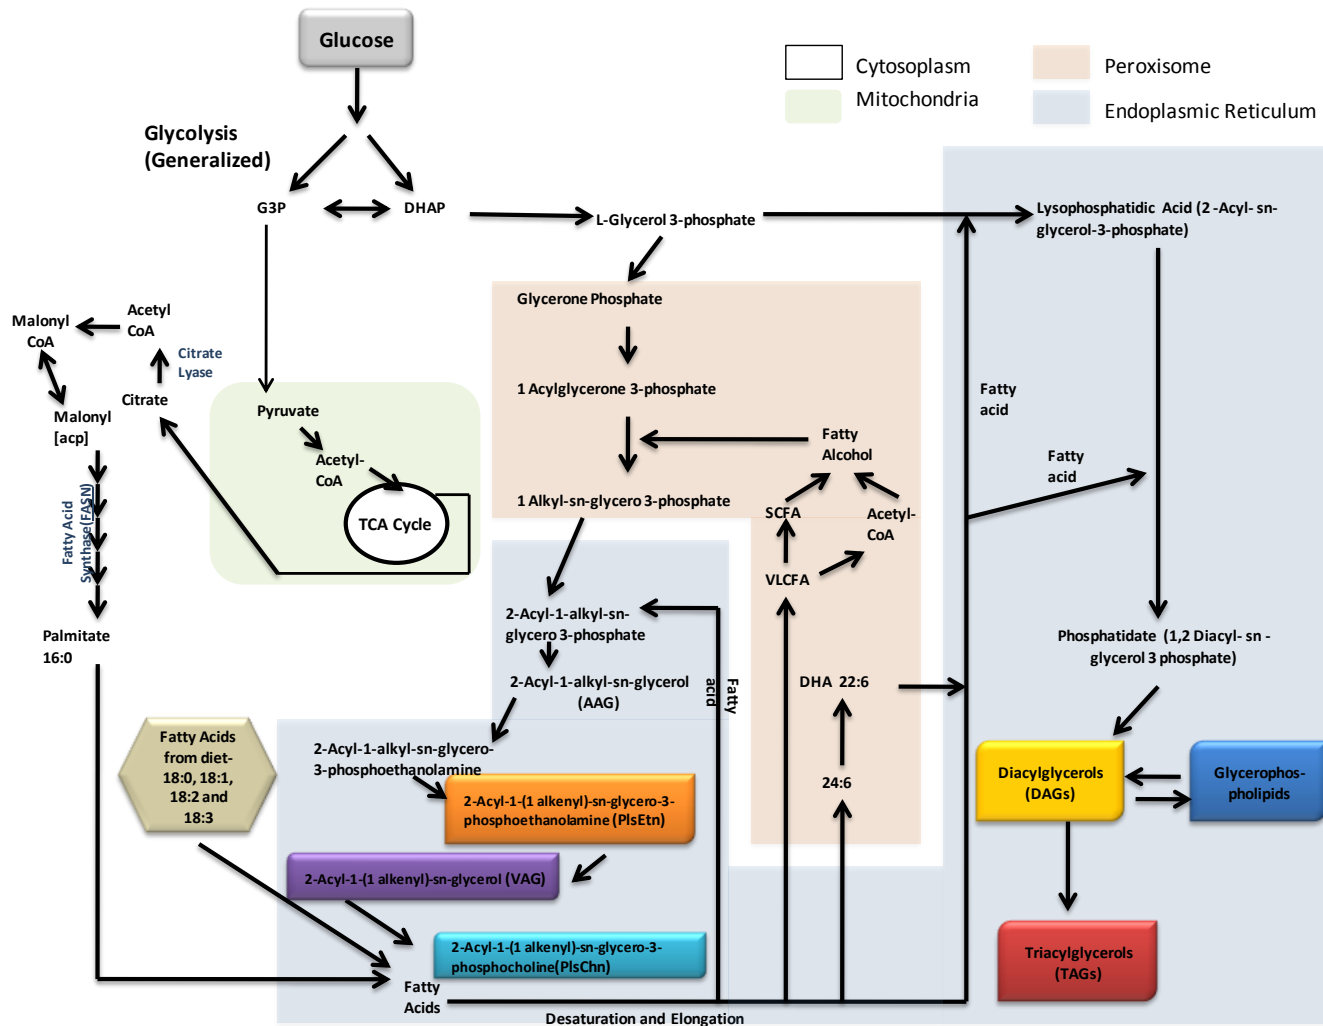 Glucose
Cytosoplasm
Mitochondria
Peroxisome
Endoplasmic Reticulum
Glycolysis
(Generalized)
G3P
DHAP
L-Glycerol 3-phosphate
Lysophosphatidic Acid (2 -Acyl- sn-
glycerol-3-phosphate)
Glycerone Phosphate
Malonyl
CoA
Acetyl
CoA
Citrate
Lyase
Citrate
Malonyl
[acp]
Pyruvate
Acetyl-
CoA
TCA Cycle
1 Acylglycerone 3-phosphate
Fatty
Alcohol
1 Alkyl-sn-glycero 3-phosphate
SCFA
Acetyl-
CoA
VLCFA
Fatty
acid
Fatty
acid
Fatty Acid
Synthase(FASN)
Palmitate
16:0
2-Acyl-1-alkyl-sn-
glycero 3-phosphate
2-Acyl-1-alkyl-sn-glycerol
(AAG)
Fatty
acid
DHA 22:6
24:6
Phosphatidate (1,2 Diacyl- sn -
glycerol 3 phosphate)
Fatty Acids
from diet-
18:0, 18:1,
18:2 and
18:3
2-Acyl-1-alkyl-sn-glycero-
3-phosphoethanolamine
2-Acyl-1-(1 alkenyl)-sn-glycero-3-
phosphoethanolamine (PlsEtn)
2-Acyl-1-(1 alkenyl)-sn-glycerol (VAG)
2-Acyl-1-(1 alkenyl)-sn-glycero-3-
phosphocholine(PlsChn)
Diacylglycerols
(DAGs)
Glycerophos-
pholipids
Triacylglycerols
(TAGs)
Fatty
Acids
Desaturation and Elongation